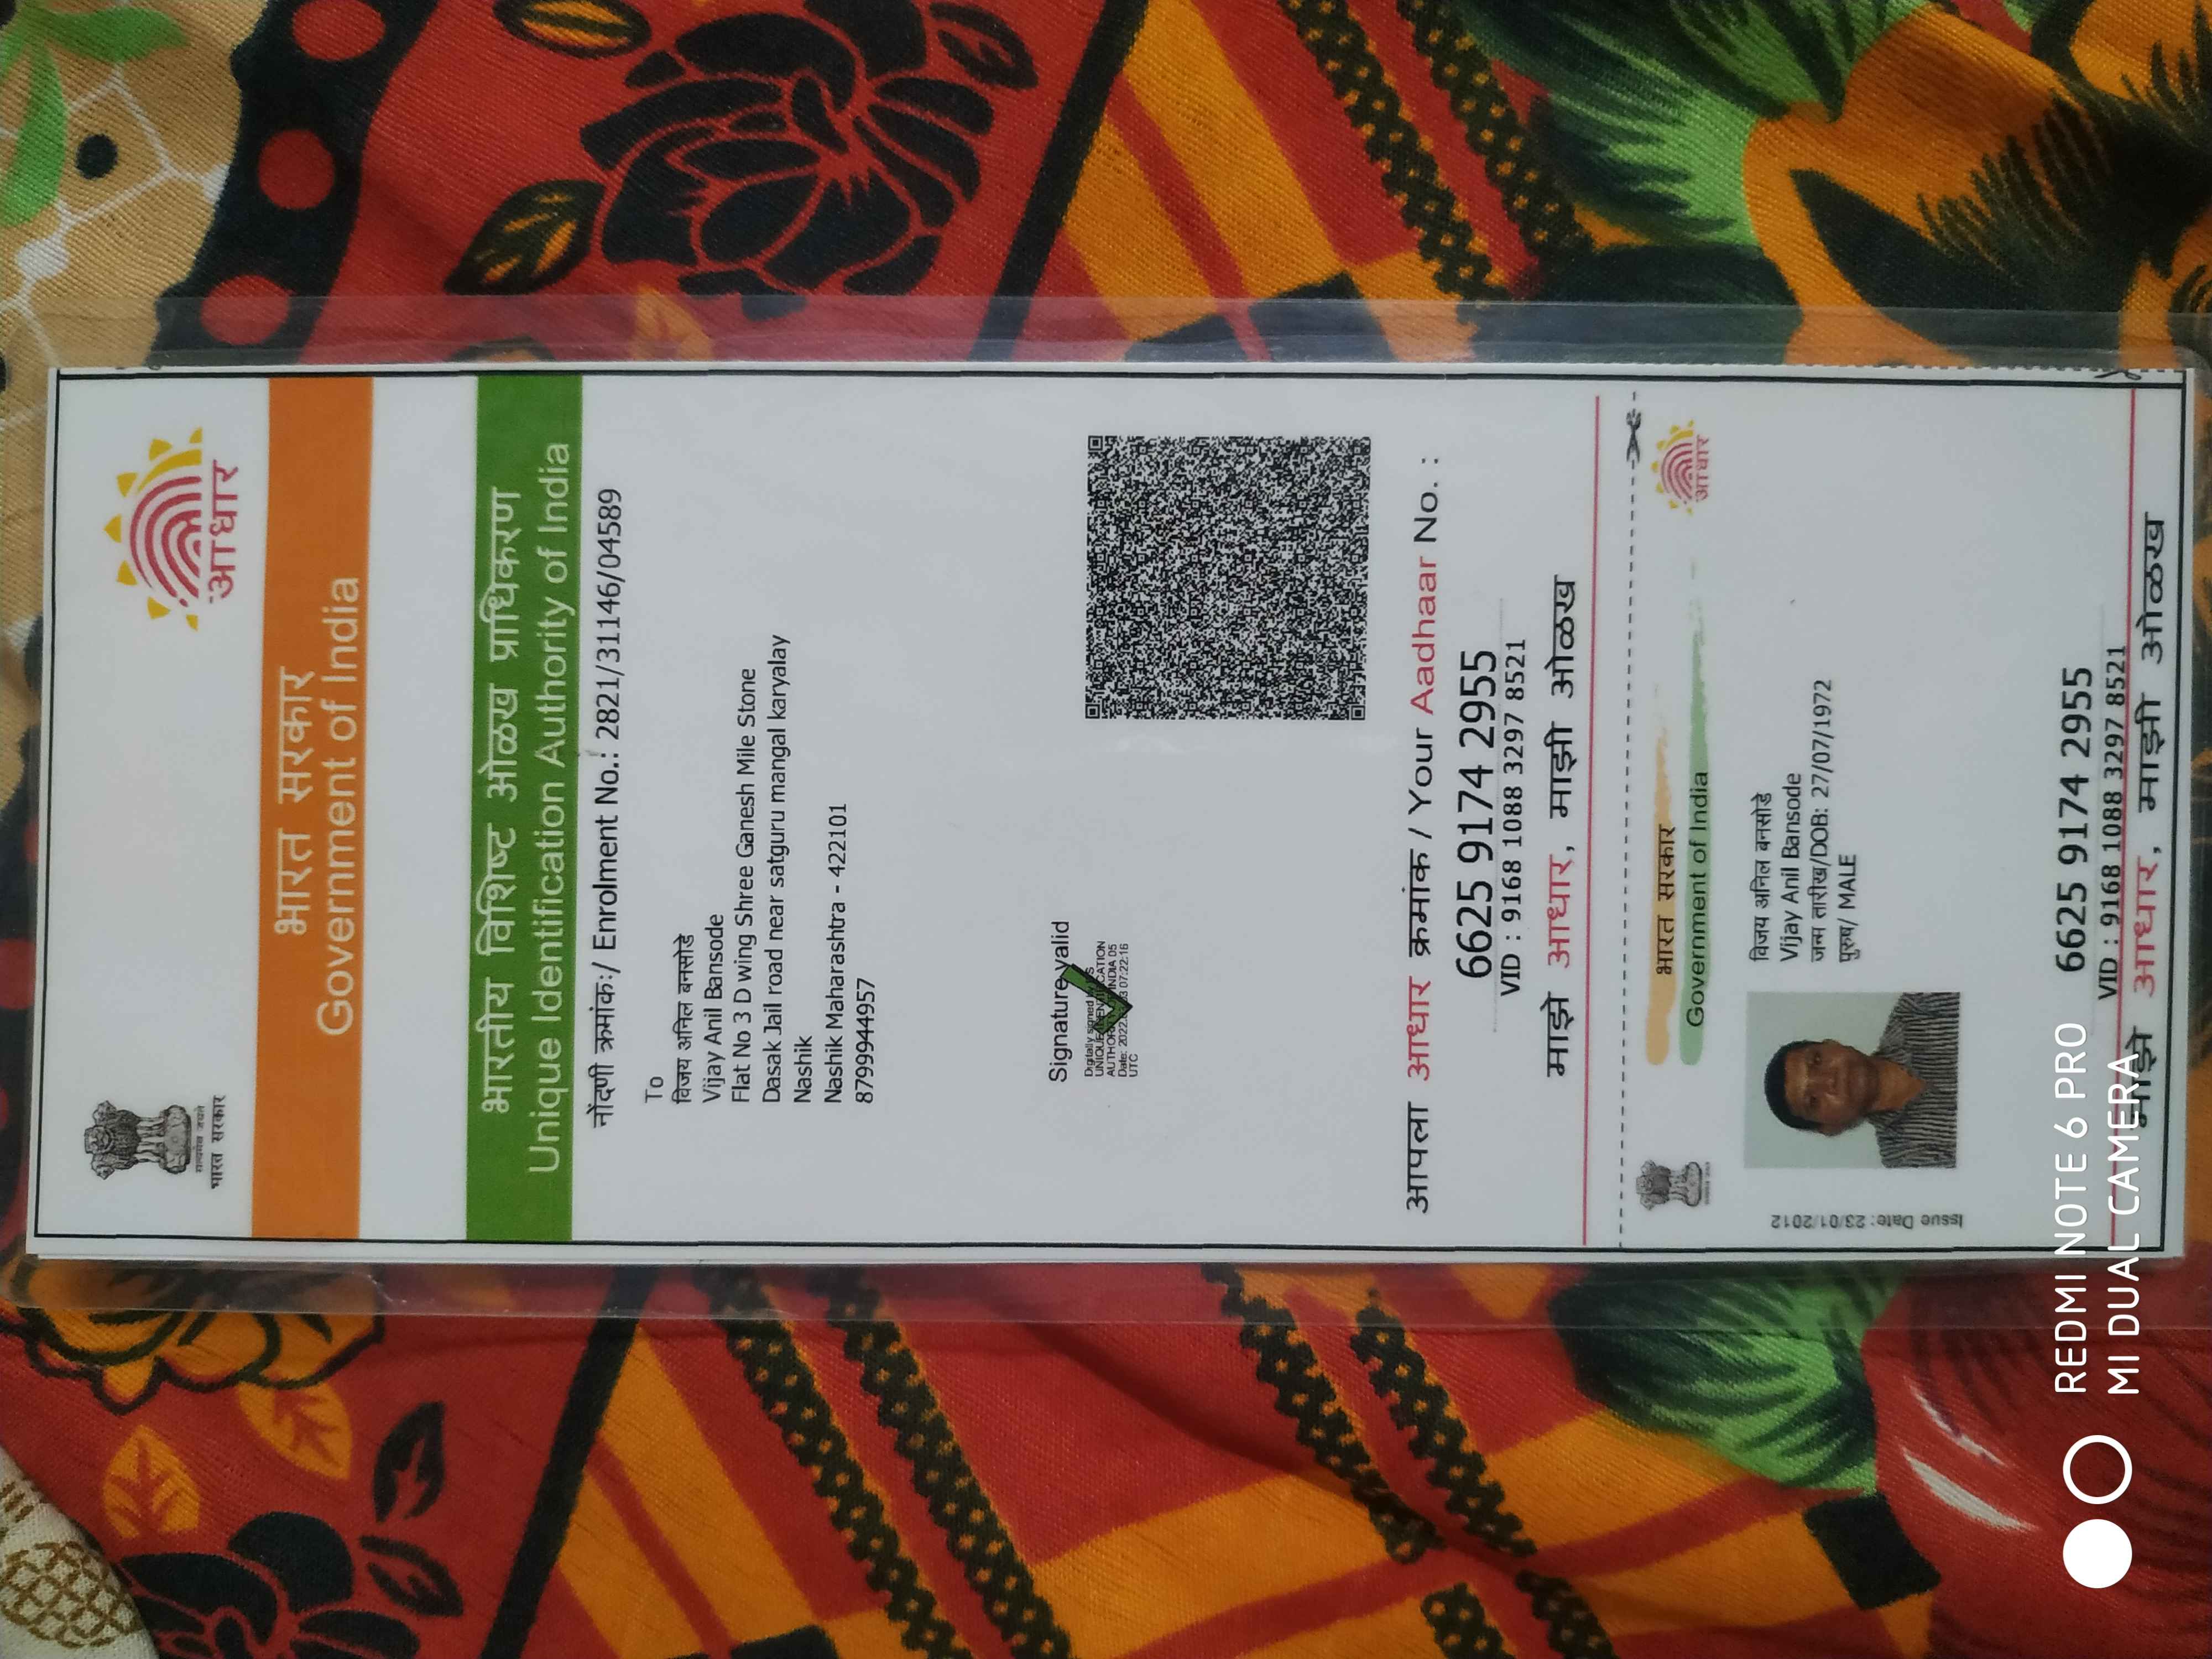 सत्यमेव जयते
भारत सरकार
आधार
भारत सरकार
Government of India
भारतीय विशिष्ट ओळख प्राधिकरण
Unique Identification Authority of India
नोंदणी क्रमांकः/ Enrolment No.: 2821/31146/04589
To
विजय अनिल बनसोडे
Vijay Anil Bansode
Flat No 3 D wing Shree Ganesh Mile Stone
Dasak Jail road near satguru mangal karyalay
Nashik
Nashik Maharashtra - 422101
8799944957
Signature valid
Digitally signed by
UNIQUE IDENTIFICATION
AUTHORITY OF INDIA 05
Date: 07:22:16
UTC
आपला आधार क्रमांक / Your Aadhaar No. :
6625 9174 2955
VID : 9168 1088 3297 8521
माझे आधार, माझी ओळख
भारत सरकार
Government of India
आधार
Issue Date: 23/01/2012
विजय अनिल बनसोडे
Vijay Anil Bansode
जन्म तारीख/DOB: 27/07/1972
पुरुष/ MALE
6625 9174 2955
VID : 9168 1088 3297 8521
माझे आधार, माझी ओळख
REDMI NOTE 6 PRO
MI DUAL CAMERA